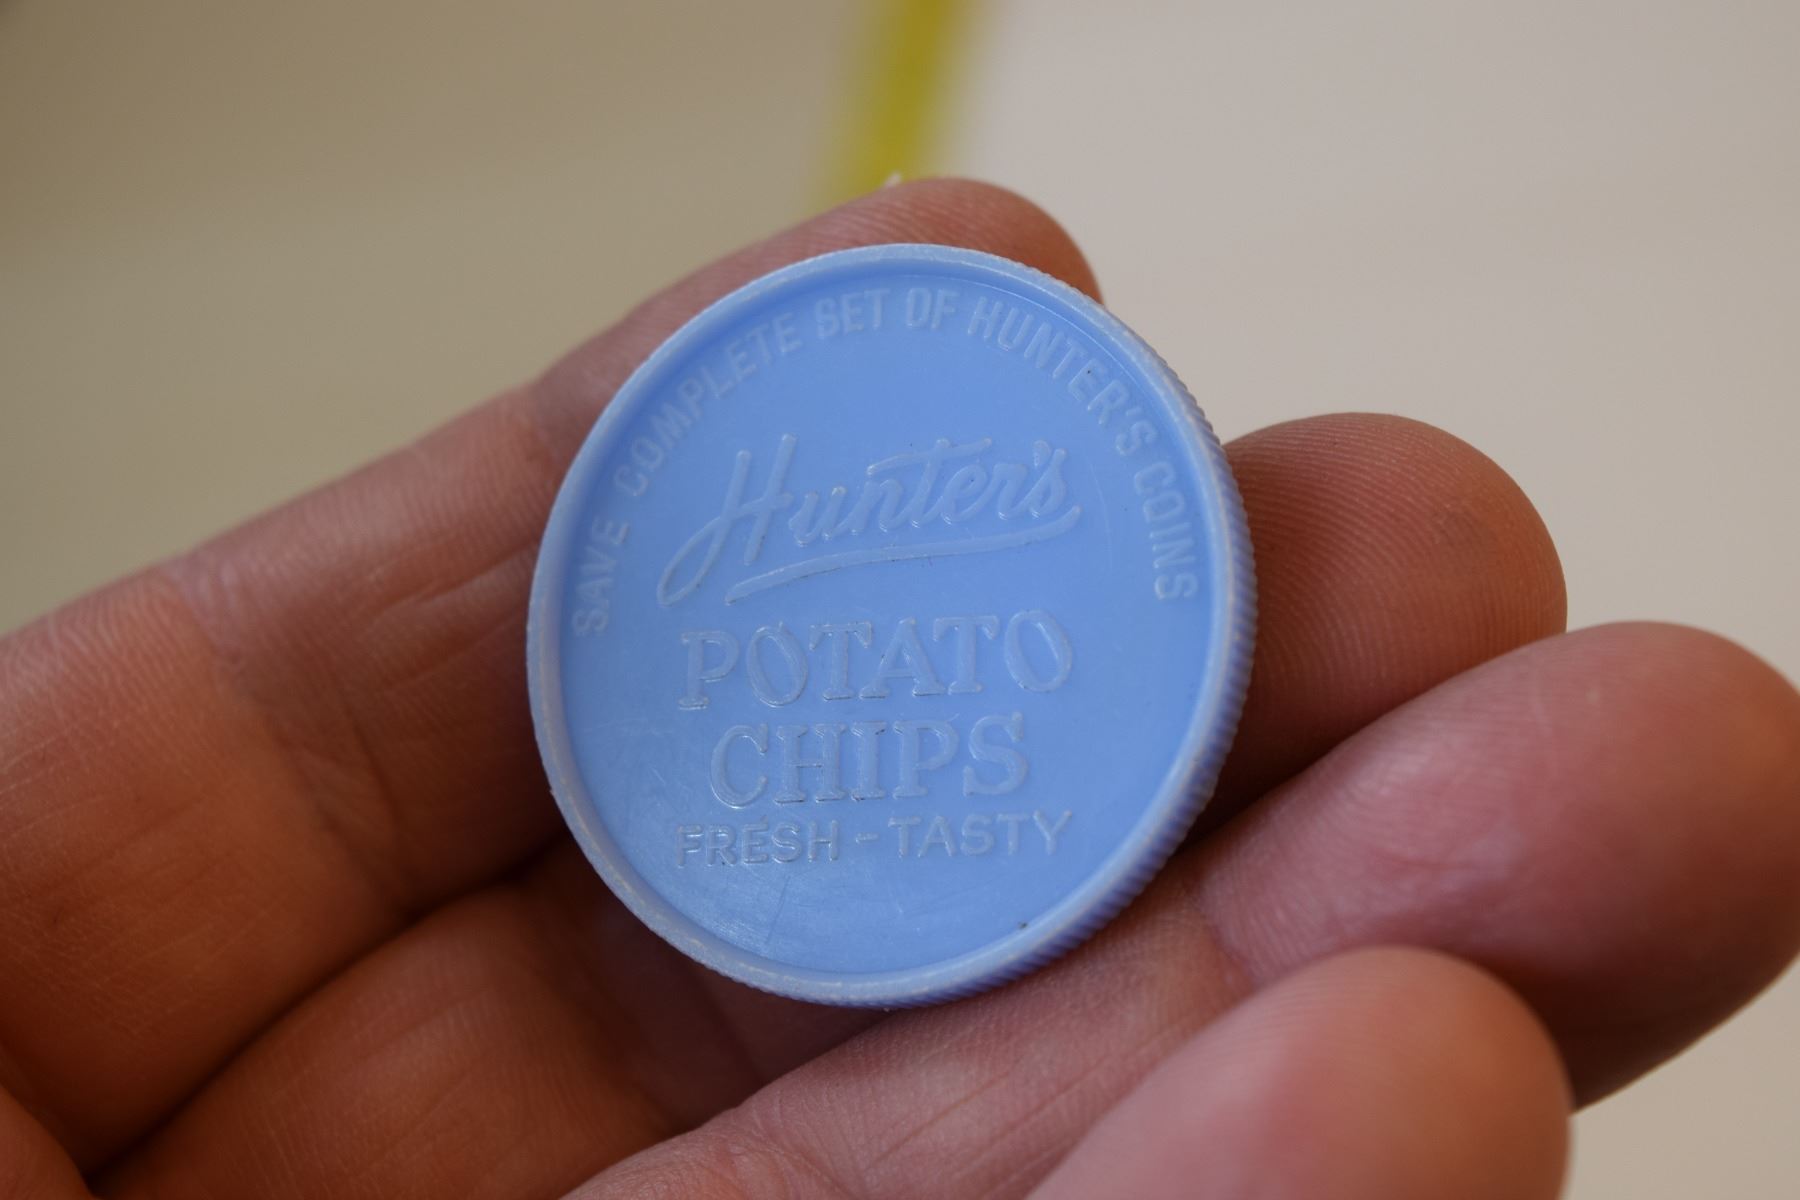 SAVE COMPLETE SET OF HUNTER'S COINS
Hunter's
POTATO
CHIPS
FRESH - TASTY